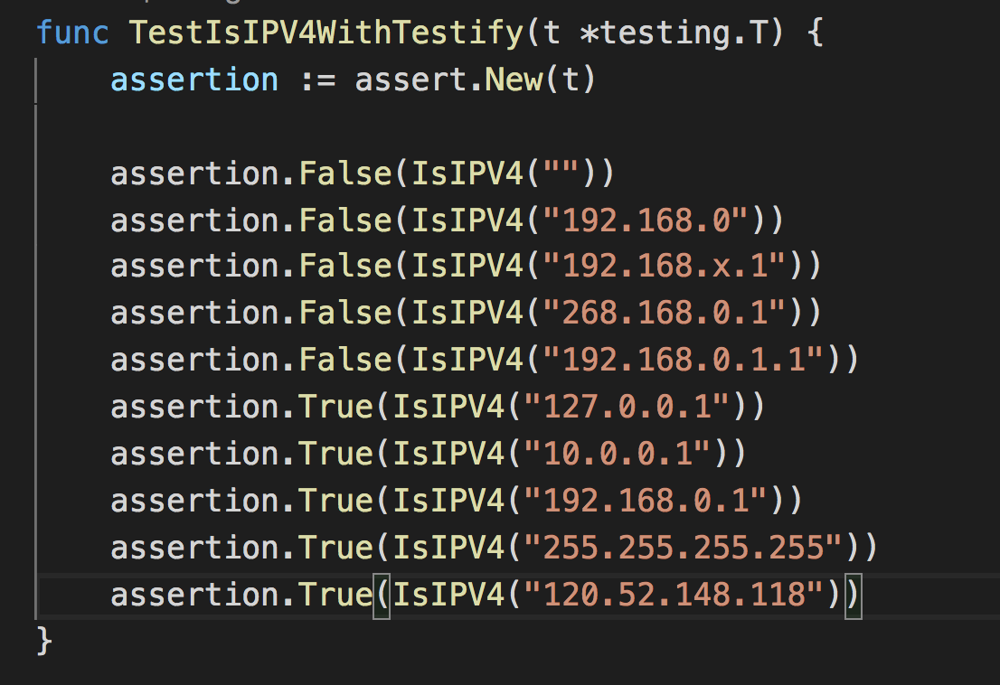 func TestIsIPV4WithTestify(t *testing.T) {
assertion := assert.New(t)
assertion.False(IsIPV4(""))
assertion.False(IsIPV4("192.168.0"))
assertion.False(IsIPV4("192.168.x.1"))
assertion.False(IsIPV4("268.168.0.1"))
assertion.False(IsIPV4("192.168.0.1.1"))
assertion.True(IsIPV4("127.0.0.1"))
assertion.True(IsIPV4("10.0.0.1"))
assertion.True(IsIPV4("192.168.0.1"))
assertion.True(IsIPV4("255.255.255.255"))
assertion.True(IsIPV4("120.52.148.118"))
}